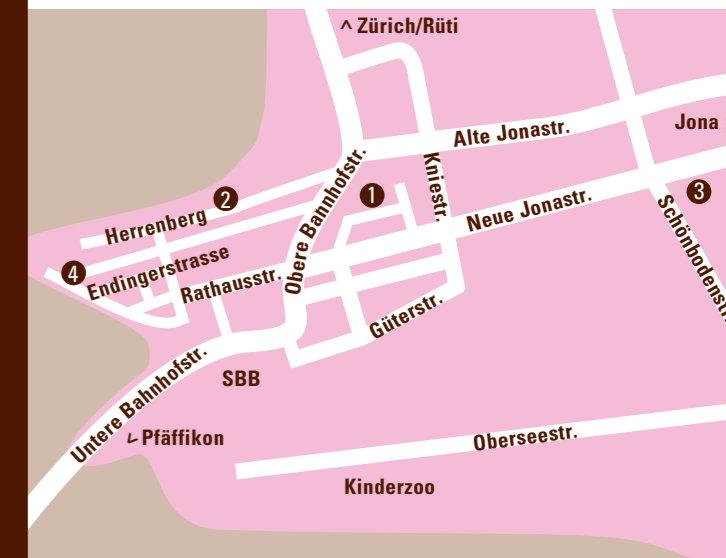 ^ Zürich/Rüti
Alte Jonastr.
Jona
Kniestr.
2
1
3
Herrenberg
Obere Bahnhofstr.
Neue Jonastr.
Schönbodenstr.
4
Endingerstrasse
Rathausstr.
Güterstr.
SBB
Untere Bahnhofstr.
< Pfäffikon
Oberseestr.
Kinderzoo